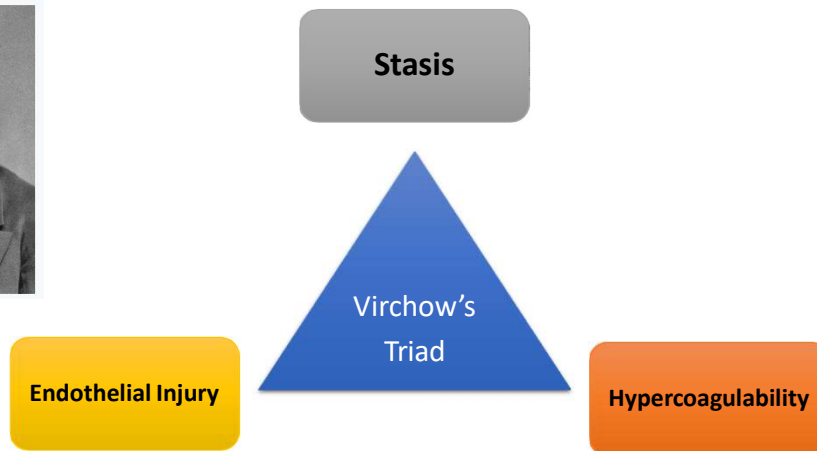 Stasis
Virchow’s
Triad
Endothelial Injury
Hypercoagulability